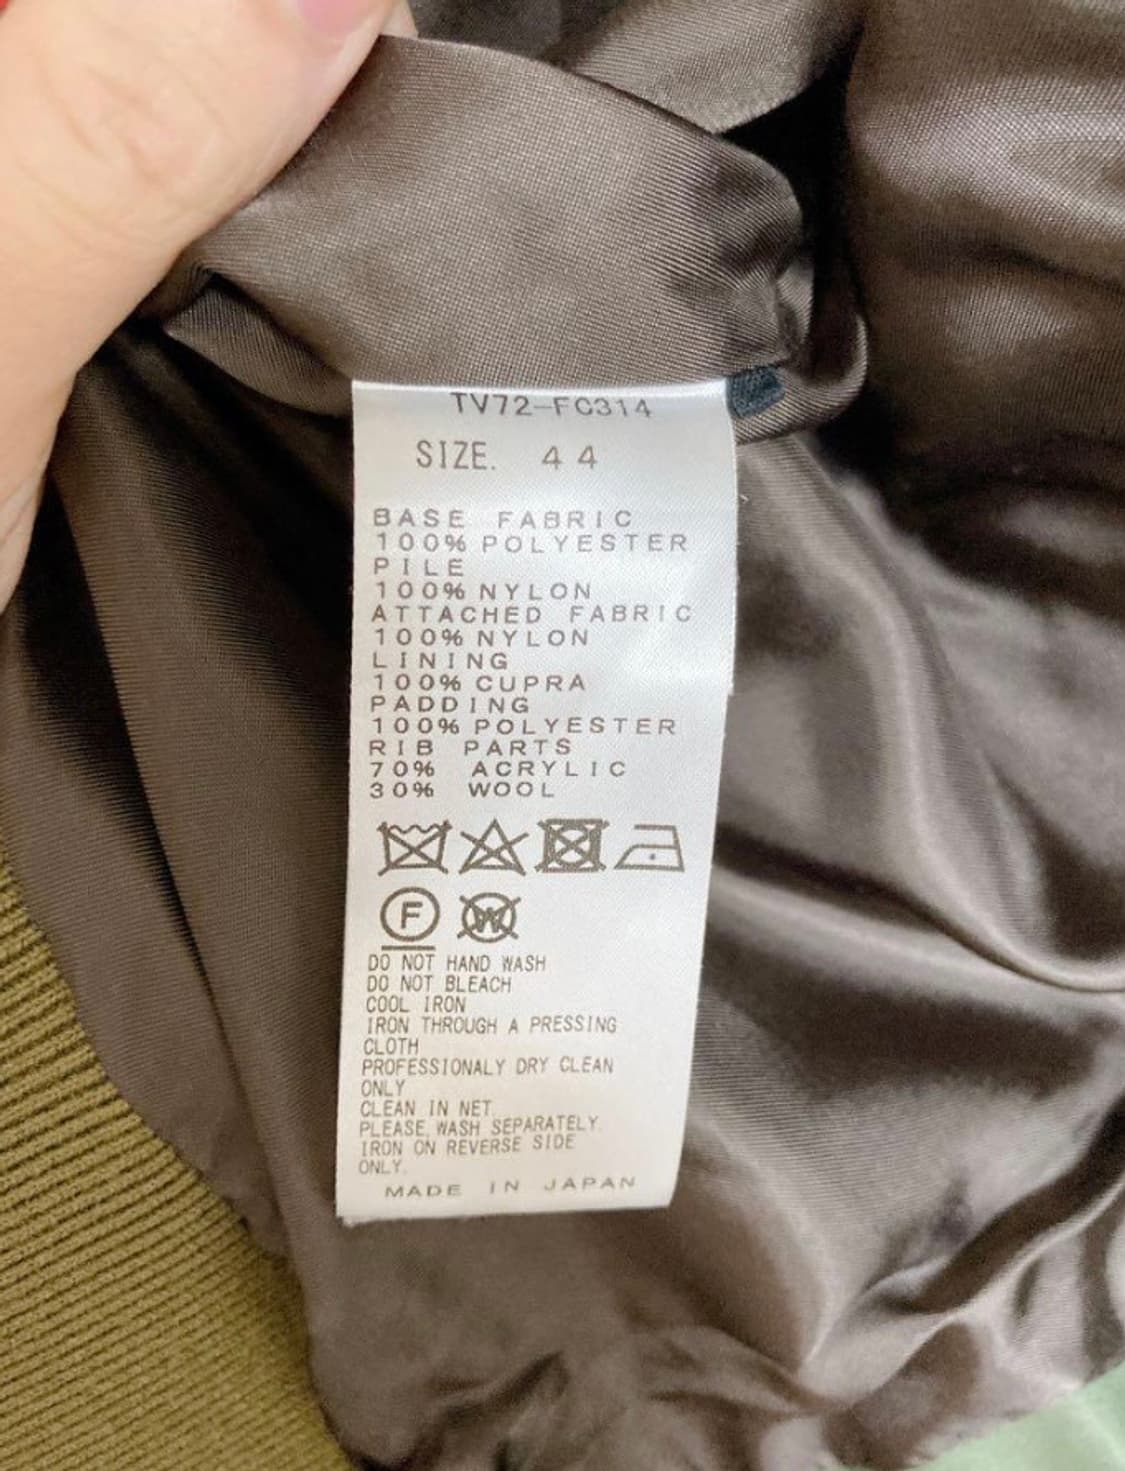 TV72-FC314
SIZE. 44
BASE FABRIC
100% POLYESTER
PILE
100% NYLON
ATTACHED FABRIC
100% NYLON
LINING
100% CUPRA
PADDING
100% POLYESTER
RIB PARTS
70% ACRYLIC
30% WOOL
F W
DO NOT HAND WASH
DO NOT BLEACH
COOL IRON
IRON THROUGH A PRESSING
CLOTH
PROFESSIONALY DRY CLEAN
ONLY
CLEAN IN NET.
PLEASE WASH SEPARATELY.
IRON ON REVERSE SIDE
ONLY.
MADE IN JAPAN